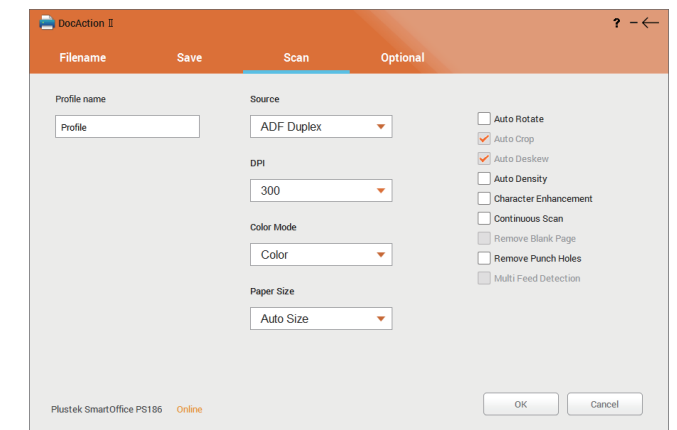 DocAction II
?
Filename Save Scan Optional
Profile name
Profile
Source
ADF Duplex
DPI
300
Color Mode
Color
Paper Size
Auto Size
Auto Rotate
Auto Crop
Auto Deskew
Auto Density
Character Enhancement
Continuous Scan
Remove Blank Page
Remove Punch Holes
Multi Feed Detection
Plustek SmartOffice PS186 Online
OK Cancel